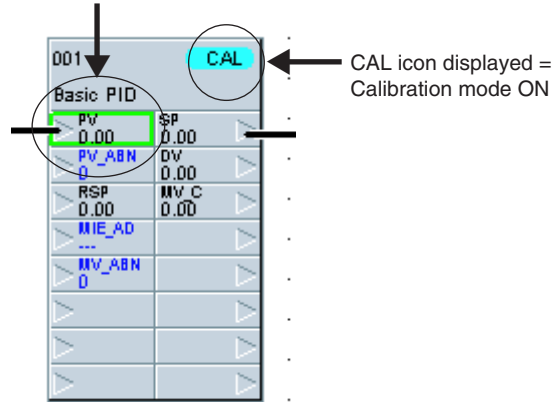 001 CAL
Basic PID
PV SP
0.00 0.00
PV_ABN DV
0 0.00
RSP MV_C
0.00 0.00
MIE_AD
---
MV_ABN
0
CAL icon displayed =
Calibration mode ON